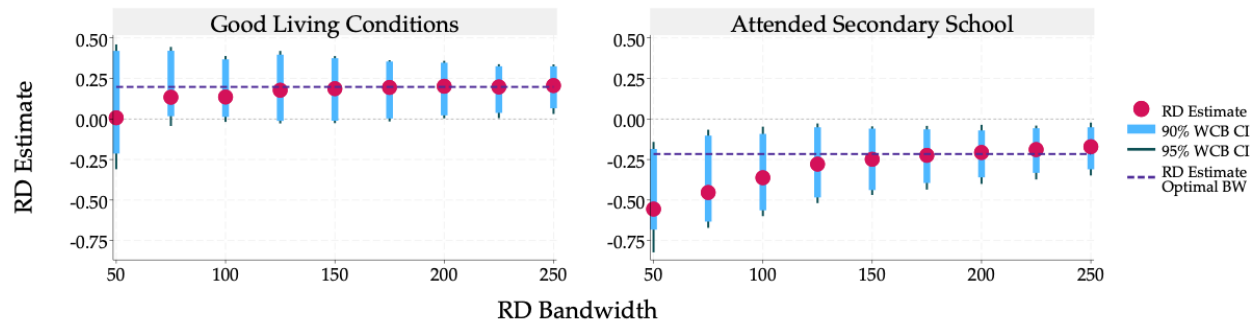 Good Living Conditions
Attended Secondary School
RD Estimate
0.50
0.25
0.00
-0.25
-0.50
-0.75
50
100
150
200
250
0.50
0.25
0.00
-0.25
-0.50
-0.75
50
100
150
200
250
RD Bandwidth
RD Estimate
90% WCB CI
95% WCB CI
RD Estimate
Optimal BW